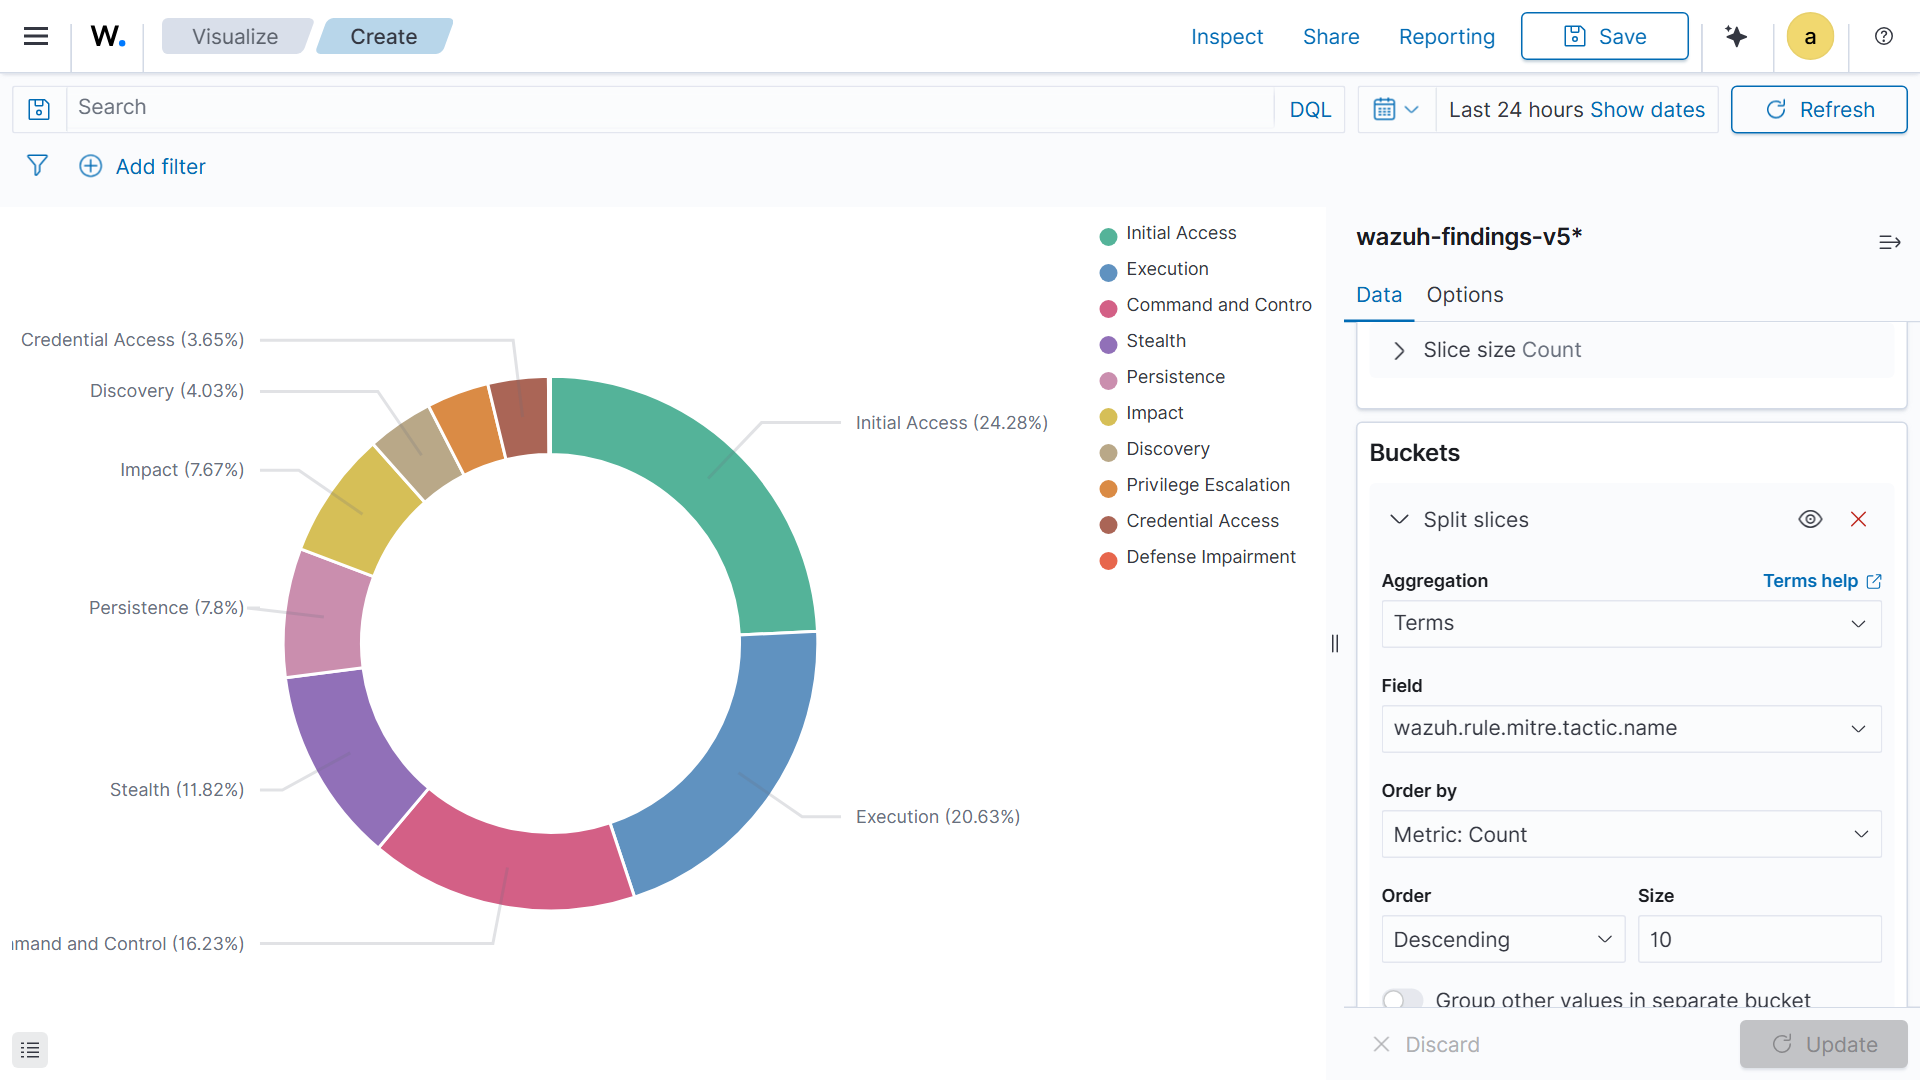 W.
Visualize
Create
Inspect
Share
Reporting
Save
a
Search
DQL
Last 24 hours Show dates
Refresh
Add filter
Credential Access (3.65%)
Discovery (4.03%)
Impact (7.67%)
Persistence (7.8%)
Stealth (11.82%)
mand and Control (16.23%)
Initial Access (24.28%)
Execution (20.63%)
Initial Access
Execution
Command and Contro
Stealth
Persistence
Impact
Discovery
Privilege Escalation
Credential Access
Defense Impairment
wazuh-findings-v5*
Data
Options
Slice size Count
Buckets
Split slices
Aggregation
Terms help
Terms
Field
wazuh.rule.mitre.tactic.name
Order by
Metric: Count
Order
Size
Descending
10
Group other values in separate bucket
Discard
Update